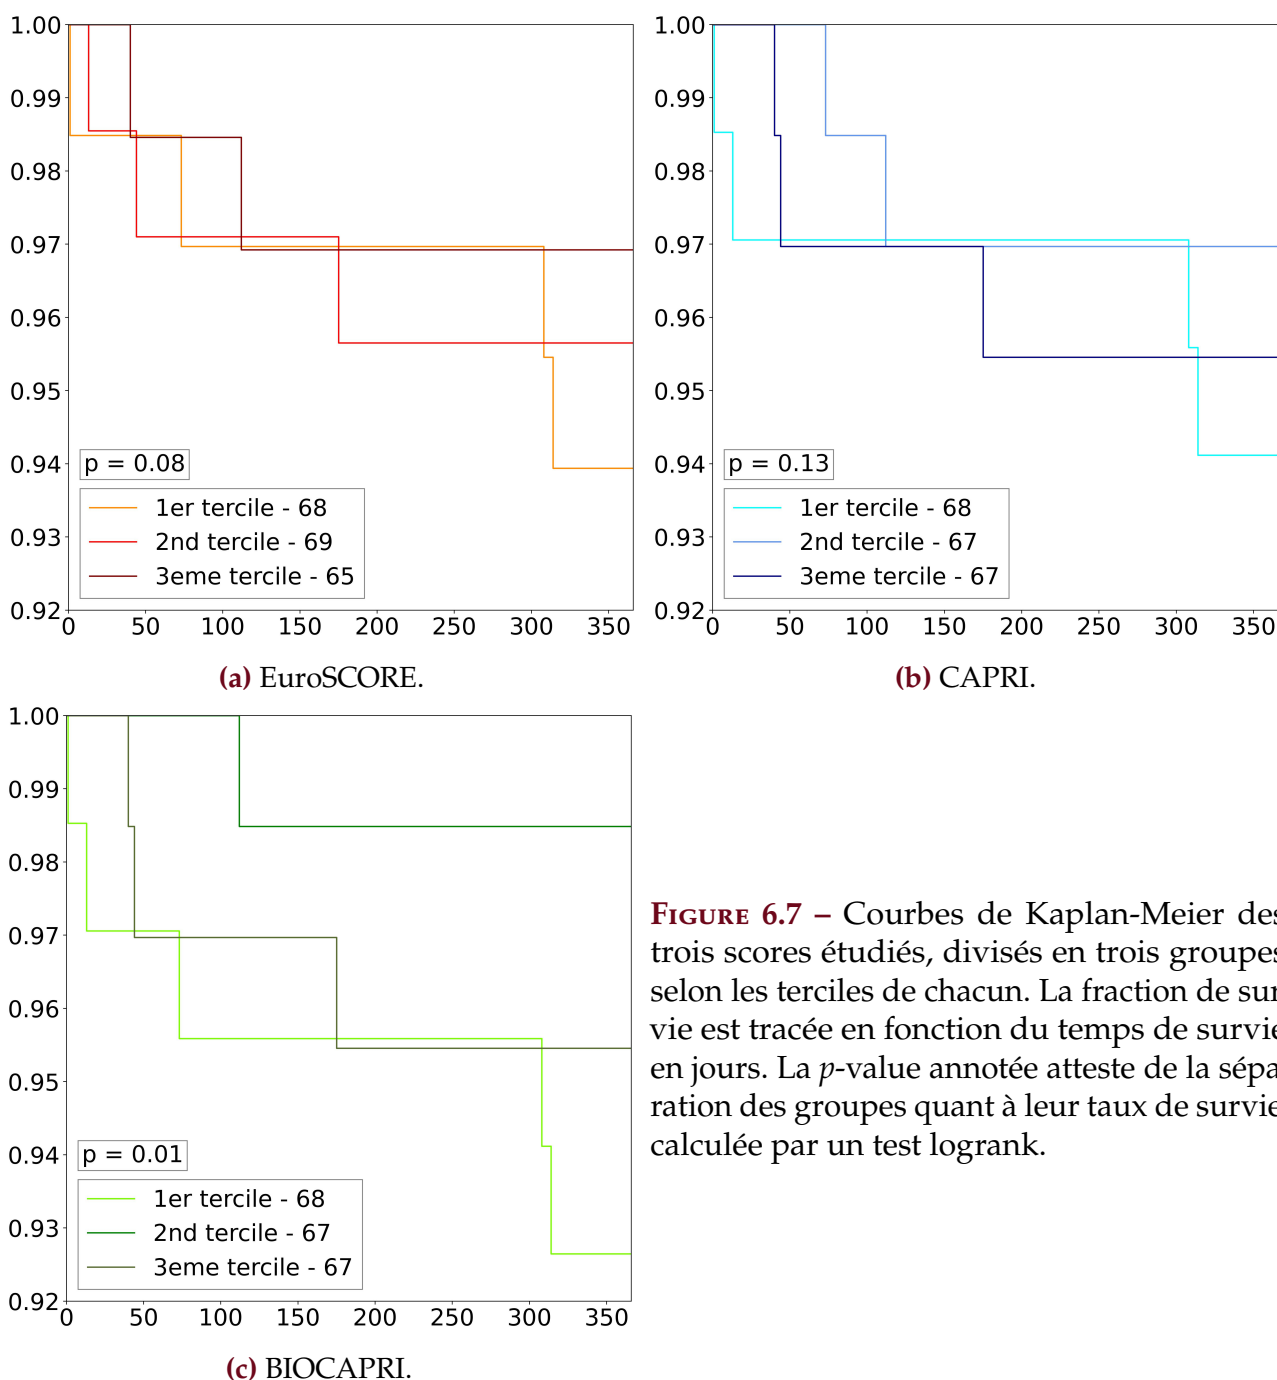 1.00
0.99
0.98
0.97
0.96
0.95
0.94
0.93
0.92
p = 0.08
1er tercile - 68
2nd tercile - 69
3eme tercile - 65
0 50 100 150 200 250 300 350
(a) EuroSCORE.
1.00
0.99
0.98
0.97
0.96
0.95
0.94
0.93
0.92
p = 0.13
1er tercile - 68
2nd tercile - 67
3eme tercile - 67
0 50 100 150 200 250 300 350
(b) CAPRI.
1.00
0.99
0.98
0.97
0.96
0.95
0.94
0.93
0.92
p = 0.01
1er tercile - 68
2nd tercile - 67
3eme tercile - 67
0 50 100 150 200 250 300 350
(c) BIOCAPRI.
FIGURE 6.7 – Courbes de Kaplan-Meier des
trois scores étudiés, divisés en trois groupes
selon les terciles de chacun. La fraction de sur
vie est tracée en fonction du temps de survie
en jours. La p-value annotée atteste de la sépa
ration des groupes quant à leur taux de survie
calculée par un test logrank.